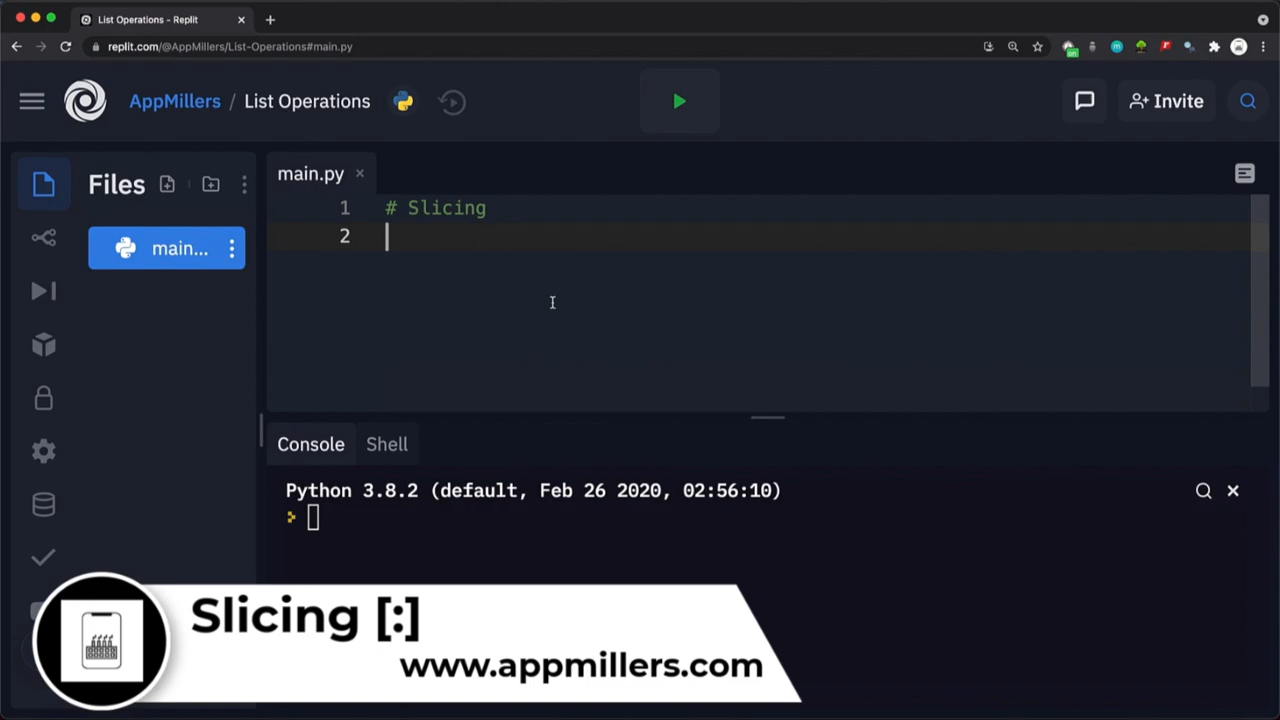 List Operations - Replit
replit.com/@AppMillers/List-Operations#main.py
on
AppMillers / List Operations
Invite
Files
main.py
main...
1 # Slicing
2
Console
Shell
Python 3.8.2 (default, Feb 26 2020, 02:56:10)
Slicing [:]
www.appmillers.com